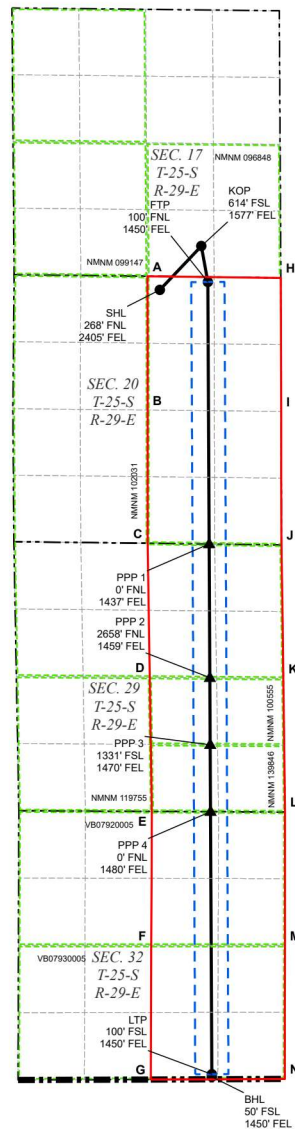 SEC. 17
T-25-S
R-29-E
NMNM 096848
KOP
614' FSL
1577' FEL
FTP
100' FNL
1450' FEL
NMNM 099147
A
H
SHL
268' FNL
2405' FEL
SEC. 20
T-25-S
R-29-E
B
I
NMNM 102031
C
J
PPP 1
0' FNL
1437' FEL
PPP 2
2658' FNL
1459' FEL
D
K
SEC. 29
T-25-S
R-29-E
NMNM 100555
PPP 3
1331' FSL
1470' FEL
NMNM 139846
NMNM 119755
L
E
VB07920005
PPP 4
0' FNL
1480' FEL
F
M
VB07930005
SEC. 32
T-25-S
R-29-E
LTP
100' FSL
1450' FEL
G
N
BHL
50' FSL
1450' FEL